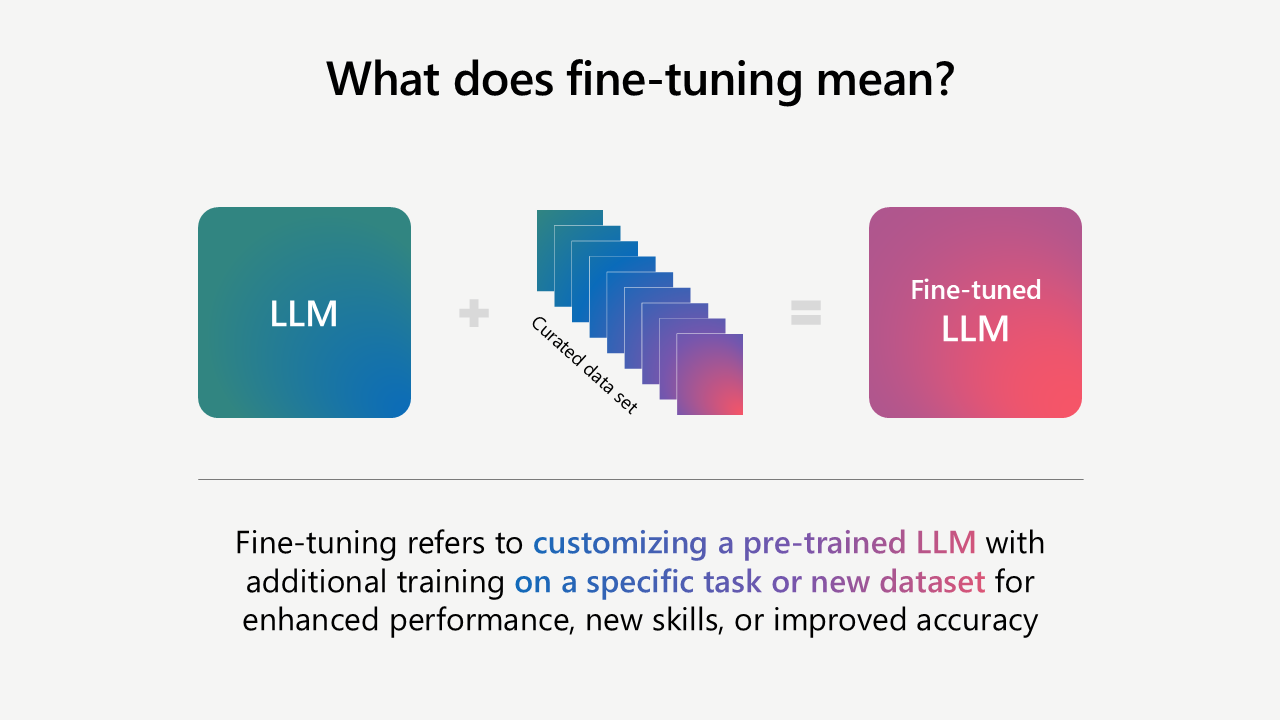 What does fine-tuning mean?
LLM
Curated data set
Fine-tuned
LLM
Fine-tuning refers to customizing a pre-trained LLM with
additional training on a specific task or new dataset for
enhanced performance, new skills, or improved accuracy